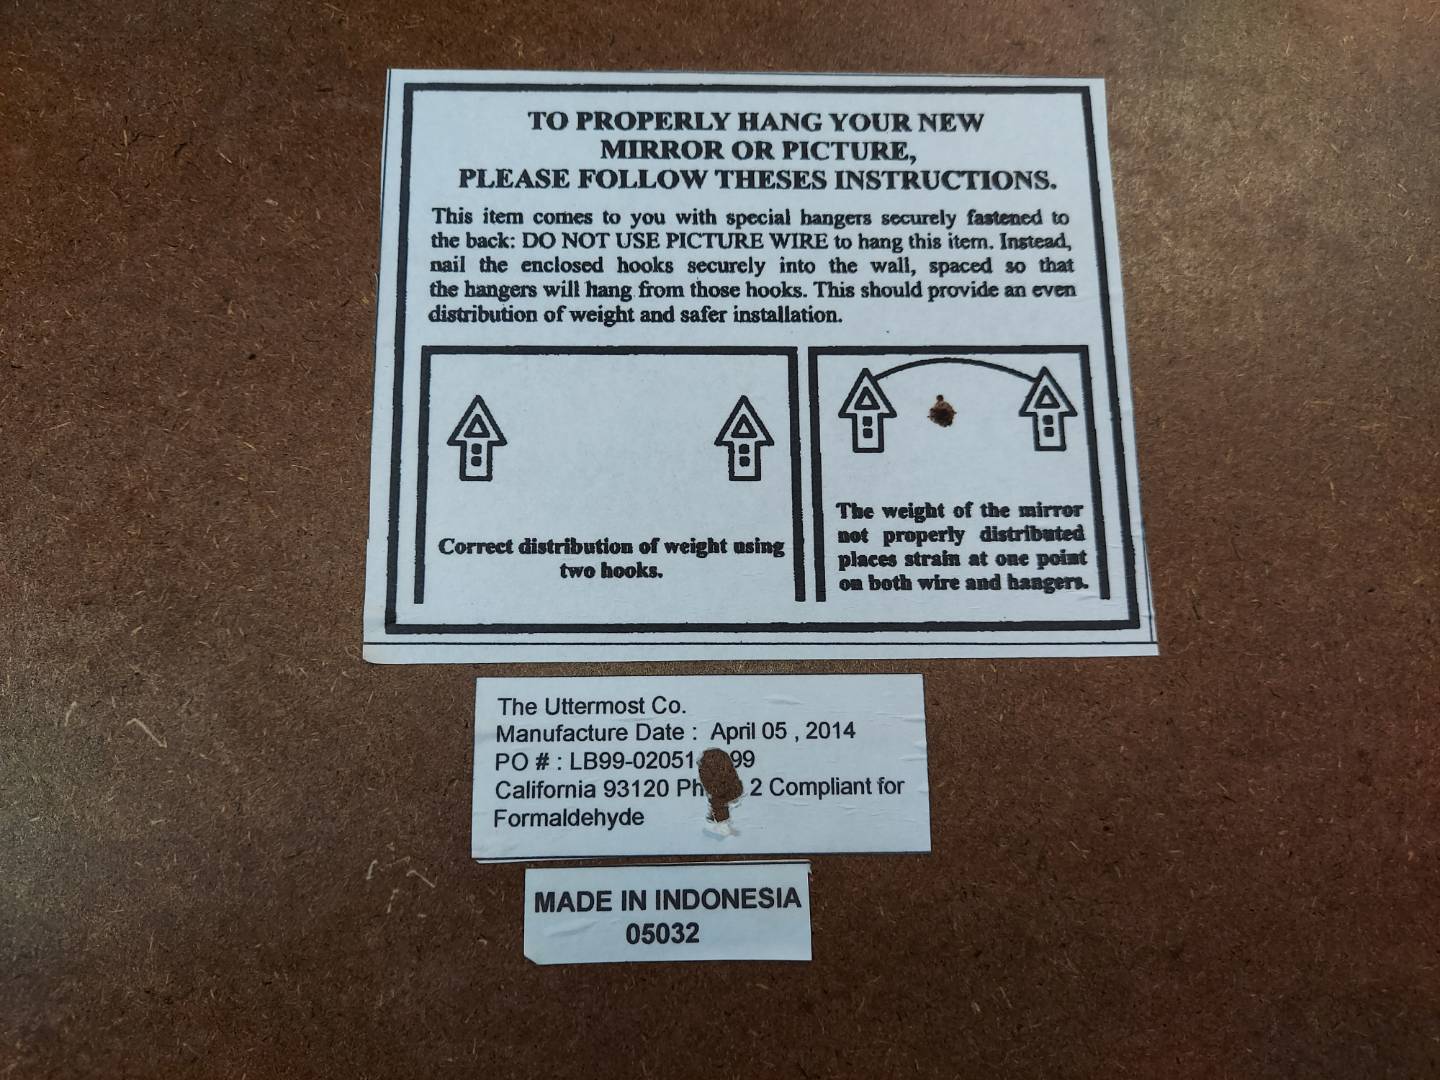 TO PROPERLY HANG YOUR NEW
MIRROR OR PICTURE,
PLEASE FOLLOW THESES INSTRUCTIONS.
This item comes to you with special hangers securely fastened to
the back: DO NOT USE PICTURE WIRE to hang this item. Instead,
nail the enclosed hooks securely into the wall, spaced so that
the hangers will hang from those hooks. This should provide an even
distribution of weight and safer installation.
Correct distribution of weight using
two hooks.
The weight of the mirror
not properly distributed
places strain at one point
on both wire and hangers.
The Uttermost Co.
Manufacture Date : April 05 , 2014
PO # : LB99-02051 99
California 93120 2 Compliant for
Formaldehyde
MADE IN INDONESIA
05032